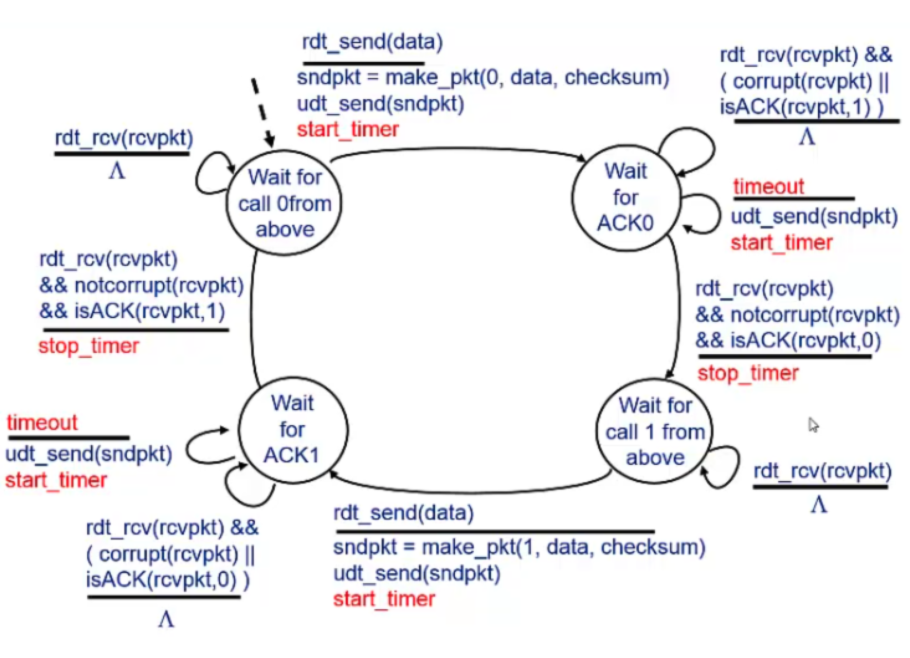 rdt_send(data)
sndpkt = make_pkt(0, data, checksum)
udt_send(sndpkt)
start_timer
rdt_rcv(rcvpkt) &&
( corrupt(rcvpkt) ||
isACK(rcvpkt,1) )
Λ
rdt_rcv(rcvpkt)
Λ
Wait for
call 0from
above
Wait
for
ACK0
timeout
udt_send(sndpkt)
start_timer
rdt_rcv(rcvpkt)
&& notcorrupt(rcvpkt)
&& isACK(rcvpkt,1)
stop_timer
rdt_rcv(rcvpkt)
&& notcorrupt(rcvpkt)
&& isACK(rcvpkt,0)
stop_timer
timeout
udt_send(sndpkt)
start_timer
Wait
for
ACK1
Wait for
call 1 from
above
rdt_rcv(rcvpkt)
Λ
rdt_rcv(rcvpkt) &&
( corrupt(rcvpkt) ||
isACK(rcvpkt,0) )
Λ
rdt_send(data)
sndpkt = make_pkt(1, data, checksum)
udt_send(sndpkt)
start_timer